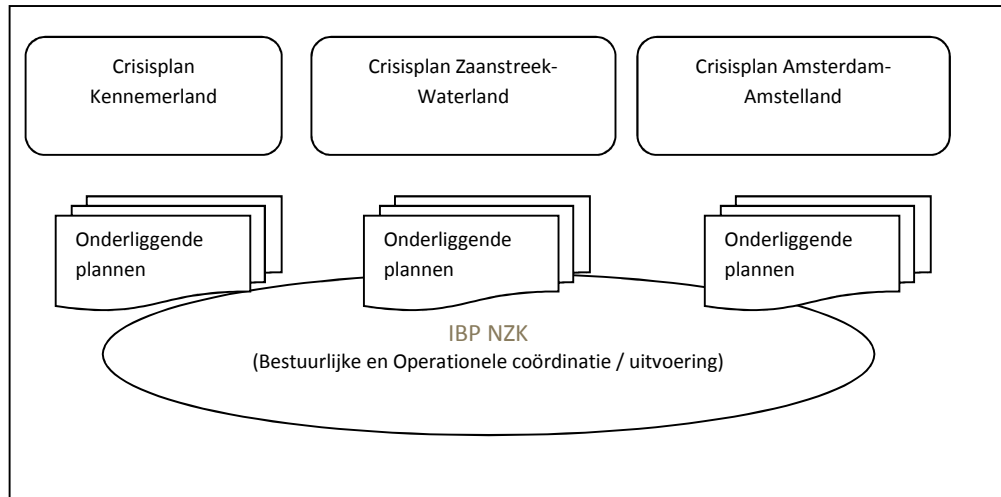 Crisisplan
Kennemerland
Crisisplan Zaanstreek-
Waterland
Crisisplan Amsterdam-
Amstelland
Onderliggende
plannen
Onderliggende
plannen
Onderliggende
plannen
IBP NZK
(Bestuurlijke en Operationele coördinatie / uitvoering)